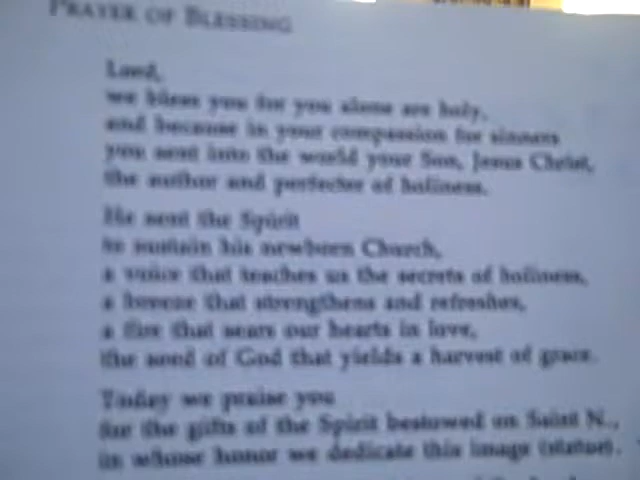 PRAYER OF BLESSING
Lord,
we bless you for you alone are holy,
and because in your compassion for sinners
you sent into the world your Son, Jesus Christ,
the author and perfecter of holiness.
He sent the Spirit
to sustain his newborn Church,
a voice that teaches us the secrets of holiness,
a breeze that strengthens and refreshes,
a fire that sears our hearts in love,
the seed of God that yields a harvest of grace.
Today we praise you
for the gifts of the Spirit bestowed on Saint N.,
in whose honor we dedicate this image (statue).